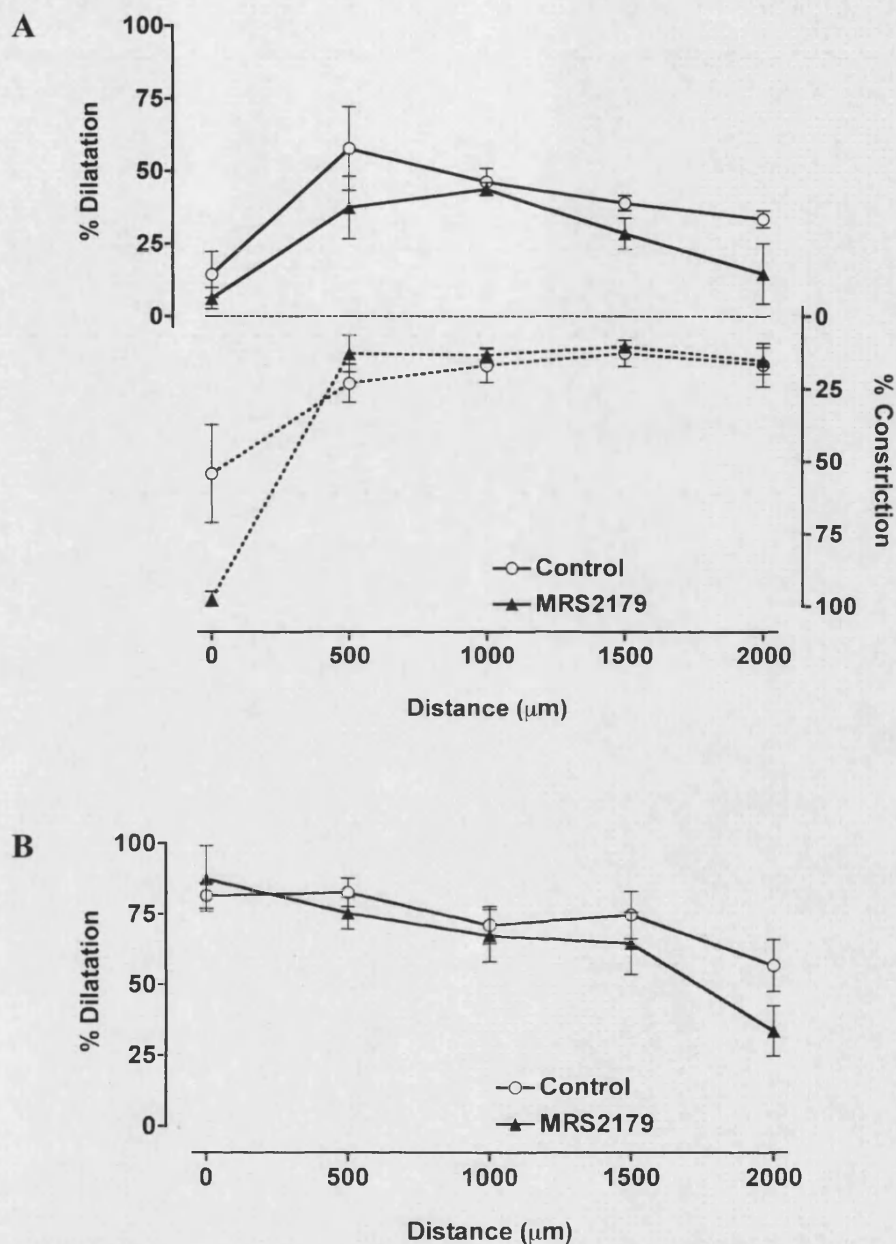 A
100
75
50
25
0
% Dilatation
0
25
50
75
100
% Constriction
Control
MRS2179
0 500 1000 1500 2000
Distance (μm)
B
100
75
50
25
0
% Dilatation
Control
MRS2179
0 500 1000 1500 2000
Distance (μm)